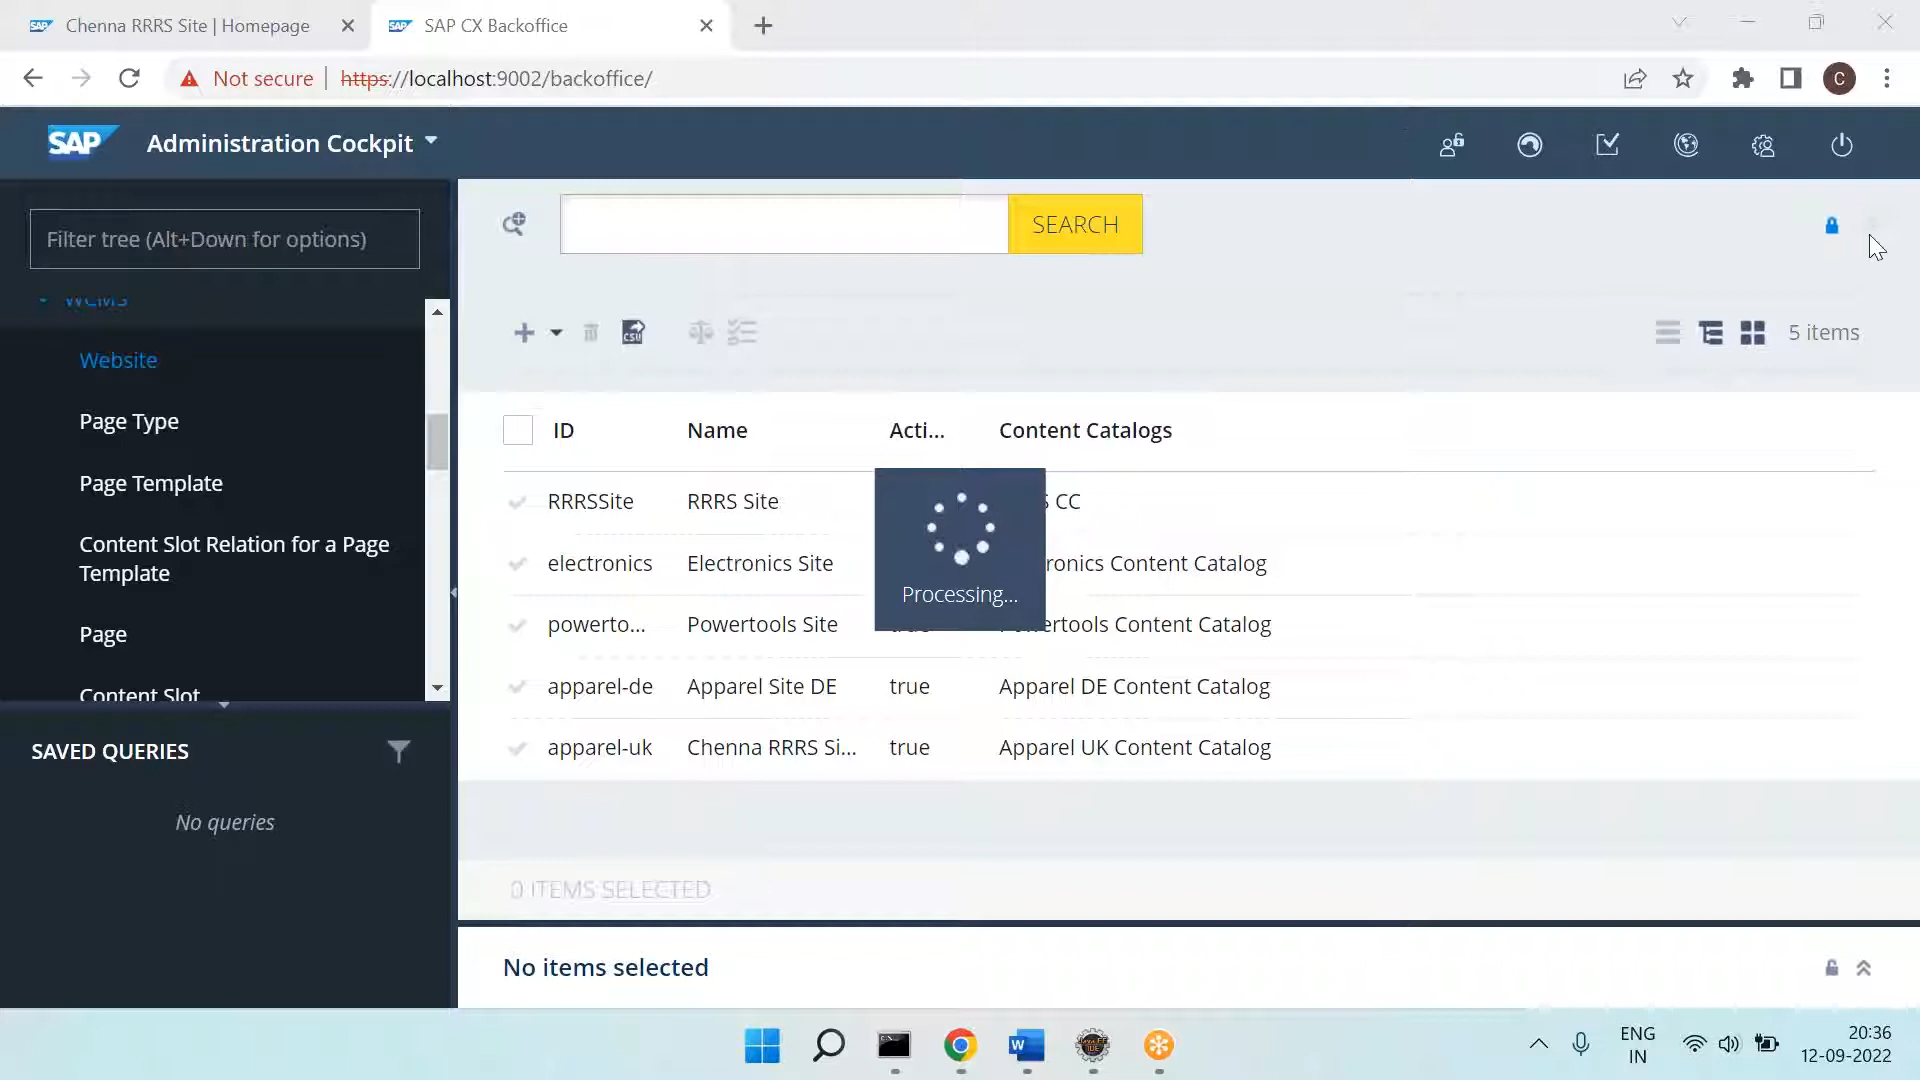 Chenna RRRS Site | Homepage
SAP CX Backoffice
Not secure
https://localhost:9002/backoffice/
C
SAP
Administration Cockpit
Filter tree (Alt+Down for options)
WCMS
Website
Page Type
Page Template
Content Slot Relation for a Page
Template
Page
Content Slot
SAVED QUERIES
No queries
SEARCH
CSV
5 items
ID Name Acti... Content Catalogs
RRRSSite RRRS Site CC
electronics Electronics Site ronics Content Catalog
powerto... Powertools Site true Powertools Content Catalog
apparel-de Apparel Site DE true Apparel DE Content Catalog
apparel-uk Chenna RRRS Si... true Apparel UK Content Catalog
Processing...
0 ITEMS SELECTED
No items selected
ENG
IN
20:36
12-09-2022